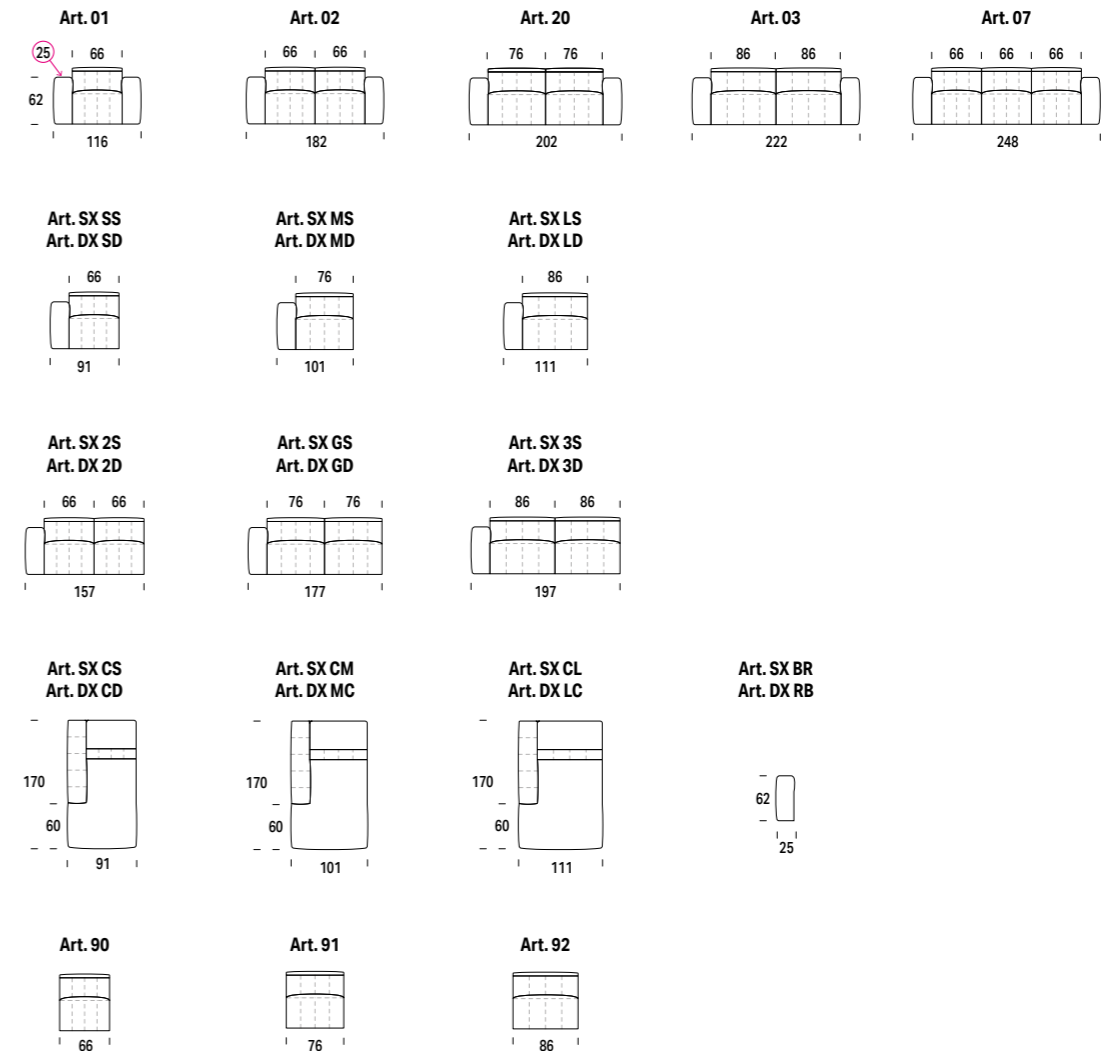 Art. 01
Art. 02
Art. 20
Art. 03
Art. 07
25
66
66 66
76 76
86 86
66 66 66
62
116
182
202
222
248
Art. SX SS
Art. DX SD
Art. SX MS
Art. DX MD
Art. SX LS
Art. DX LD
66
76
86
91
101
111
Art. SX 2S
Art. DX 2D
Art. SX GS
Art. DX GD
Art. SX 3S
Art. DX 3D
66 66
76 76
86 86
157
177
197
Art. SX CS
Art. DX CD
Art. SX CM
Art. DX MC
Art. SX CL
Art. DX LC
Art. SX BR
Art. DX RB
170
60
91
170
60
101
170
60
111
62
25
Art. 90
Art. 91
Art. 92
66
76
86